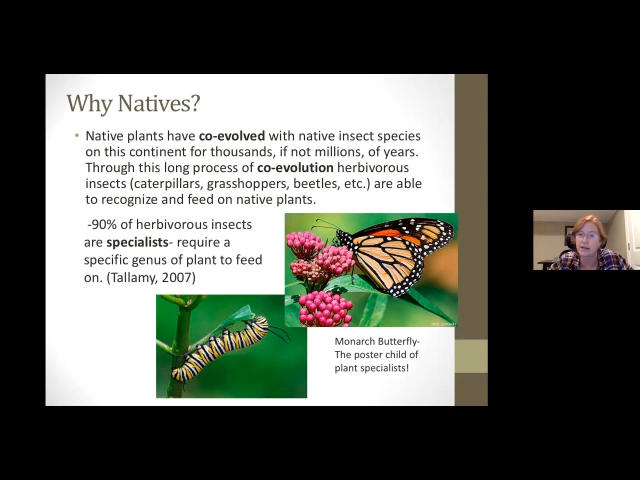 Why Natives?
• Native plants have co-evolved with native insect species
on this continent for thousands, if not millions, of years.
Through this long process of co-evolution herbivorous
insects (caterpillars, grasshoppers, beetles, etc.) are able
to recognize and feed on native plants.
-90% of herbivorous insects
are specialists- require a
specific genus of plant to feed
on. (Tallamy, 2007)
Monarch Butterfly-
The poster child of
plant specialists!